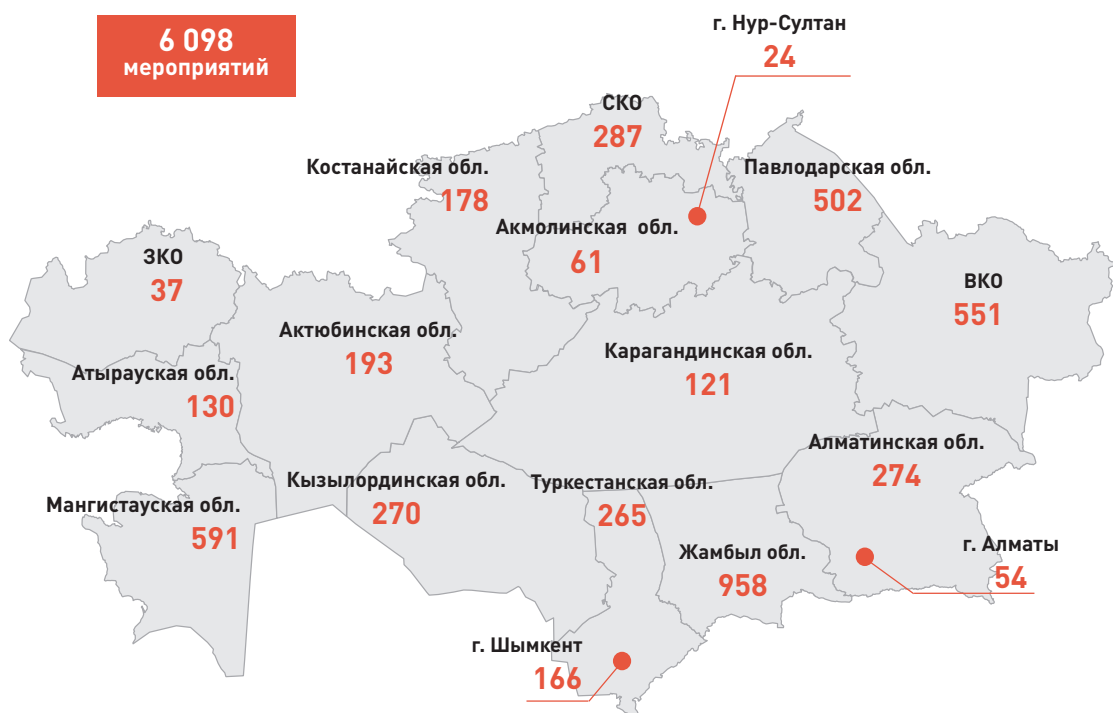 6 098
мероприятий
г. Нур-Султан
24
СКО
287
Костанайская обл.
178
Павлодарская обл.
502
Акмолинская обл.
61
ЗКО
37
ВКО
551
Актюбинская обл.
193
Карагандинская обл.
121
Атырауская обл.
130
Алматинская обл.
274
Кызылординская обл.
270
Туркестанская обл.
265
Мангистауская обл.
591
Жамбыл обл.
958
г. Алматы
54
г. Шымкент
166